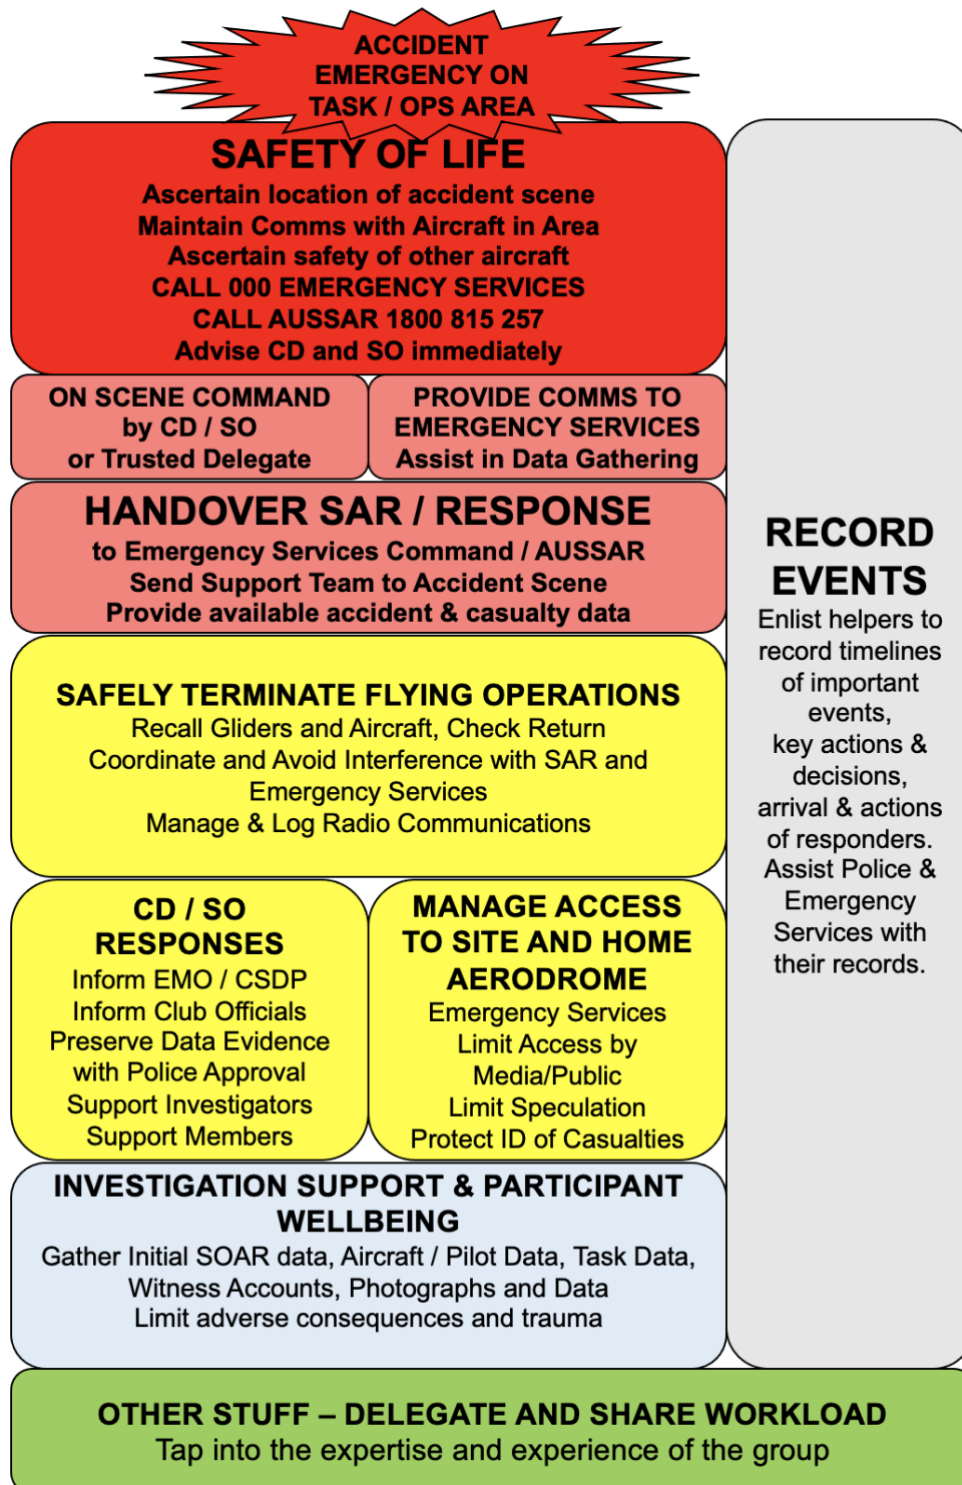 ACCIDENT
EMERGENCY ON
TASK / OPS AREA
SAFETY OF LIFE
Ascertain location of accident scene
Maintain Comms with Aircraft in Area
Ascertain safety of other aircraft
CALL 000 EMERGENCY SERVICES
CALL AUSSAR 1800 815 257
Advise CD and SO immediately
ON SCENE COMMAND
by CD / SO
or Trusted Delegate
PROVIDE COMMS TO
EMERGENCY SERVICES
Assist in Data Gathering
HANDOVER SAR / RESPONSE
to Emergency Services Command / AUSSAR
Send Support Team to Accident Scene
Provide available accident & casualty data
SAFELY TERMINATE FLYING OPERATIONS
Recall Gliders and Aircraft, Check Return
Coordinate and Avoid Interference with SAR and
Emergency Services
Manage & Log Radio Communications
CD / SO
RESPONSES
Inform EMO / CSDP
Inform Club Officials
Preserve Data Evidence
with Police Approval
Support Investigators
Support Members
MANAGE ACCESS
TO SITE AND HOME
AERODROME
Emergency Services
Limit Access by
Media/Public
Limit Speculation
Protect ID of Casualties
INVESTIGATION SUPPORT & PARTICIPANT
WELLBEING
Gather Initial SOAR data, Aircraft / Pilot Data, Task Data,
Witness Accounts, Photographs and Data
Limit adverse consequences and trauma
RECORD
EVENTS
Enlist helpers to
record timelines
of important
events,
key actions &
decisions,
arrival & actions
of responders.
Assist Police &
Emergency
Services with
their records.
OTHER STUFF – DELEGATE AND SHARE WORKLOAD
Tap into the expertise and experience of the group